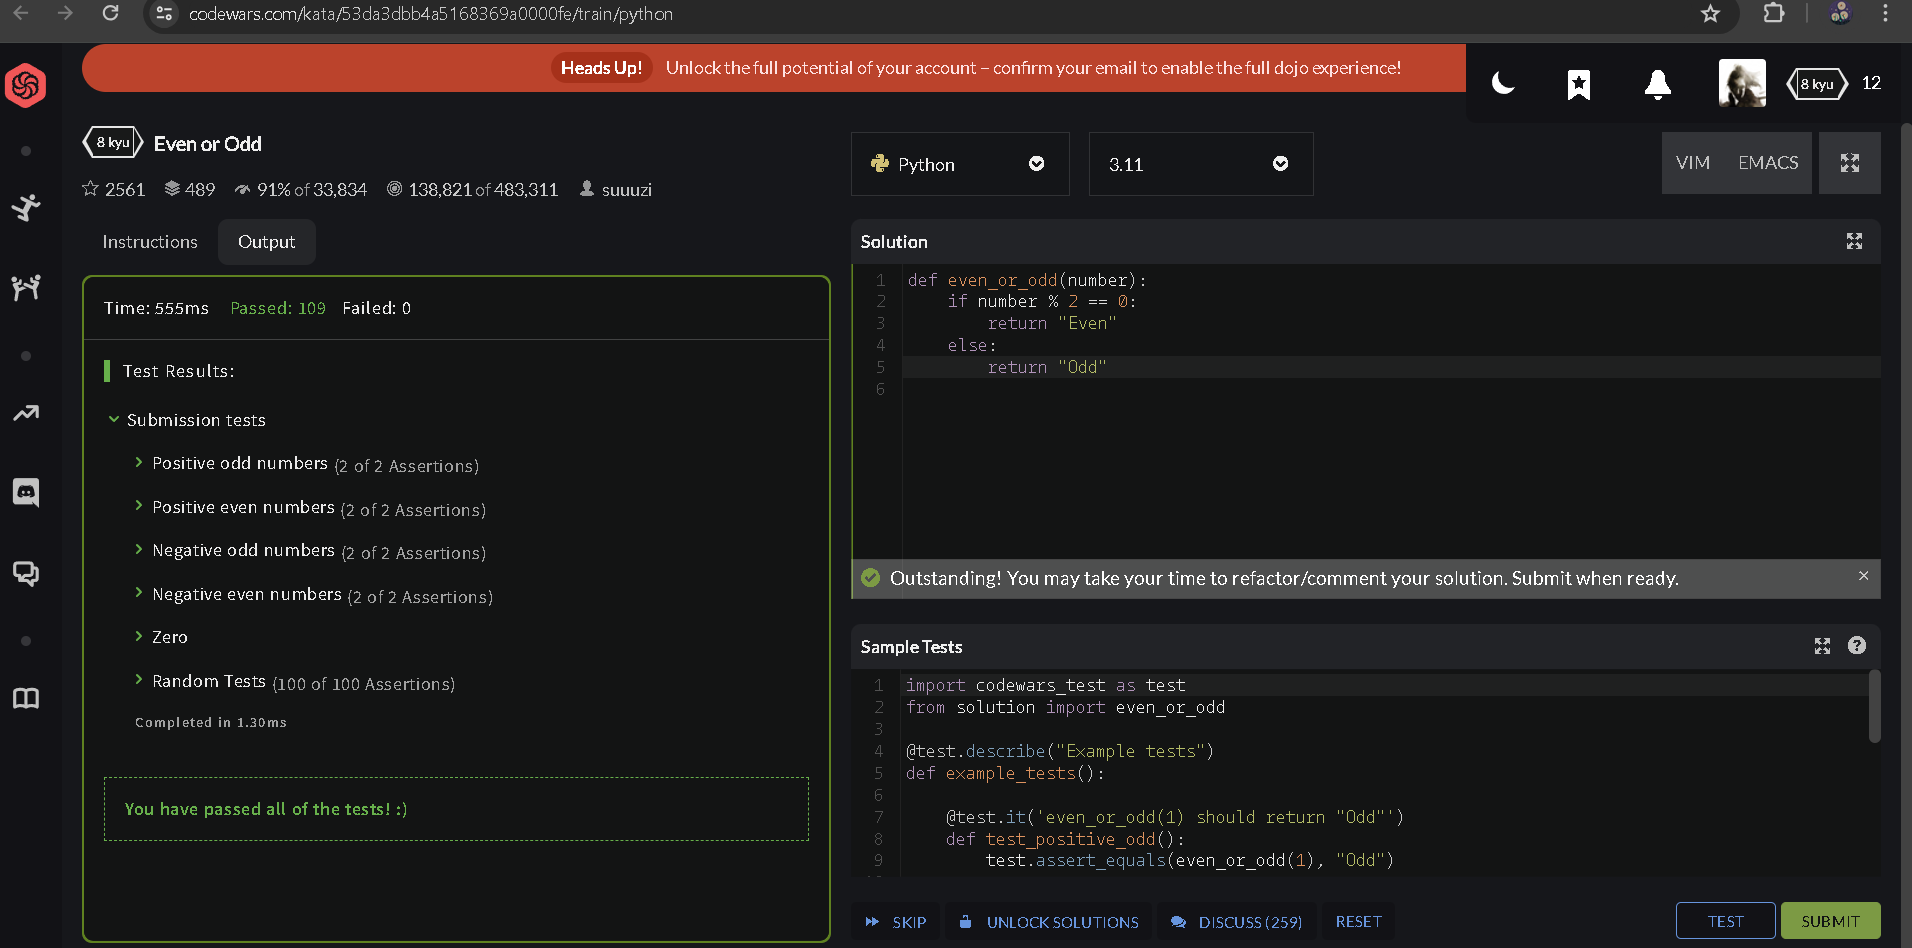 codewars.com/kata/53da3dbb4a5168369a0000fe/train/python
Heads Up! Unlock the full potential of your account – confirm your email to enable the full dojo experience!
8 kyu 12
8 kyu Even or Odd
2561 489 91% of 33,834 138,821 of 483,311 suuuzi
Python 3.11 VIM EMACS
Instructions Output
Time: 555ms Passed: 109 Failed: 0
Test Results:
Submission tests
Positive odd numbers (2 of 2 Assertions)
Positive even numbers (2 of 2 Assertions)
Negative odd numbers (2 of 2 Assertions)
Negative even numbers (2 of 2 Assertions)
Zero
Random Tests (100 of 100 Assertions)
Completed in 1.30ms
You have passed all of the tests! :)
Solution
1 def even_or_odd(number):
2     if number % 2 == 0:
3         return "Even"
4     else:
5         return "Odd"
6
Outstanding! You may take your time to refactor/comment your solution. Submit when ready. ×
Sample Tests
1 import codewars_test as test
2 from solution import even_or_odd
3
4 @test.describe("Example tests")
5 def example_tests():
6
7     @test.it('even_or_odd(1) should return "Odd"')
8     def test_positive_odd():
9         test.assert_equals(even_or_odd(1), "Odd")
SKIP UNLOCK SOLUTIONS DISCUSS (259) RESET TEST SUBMIT